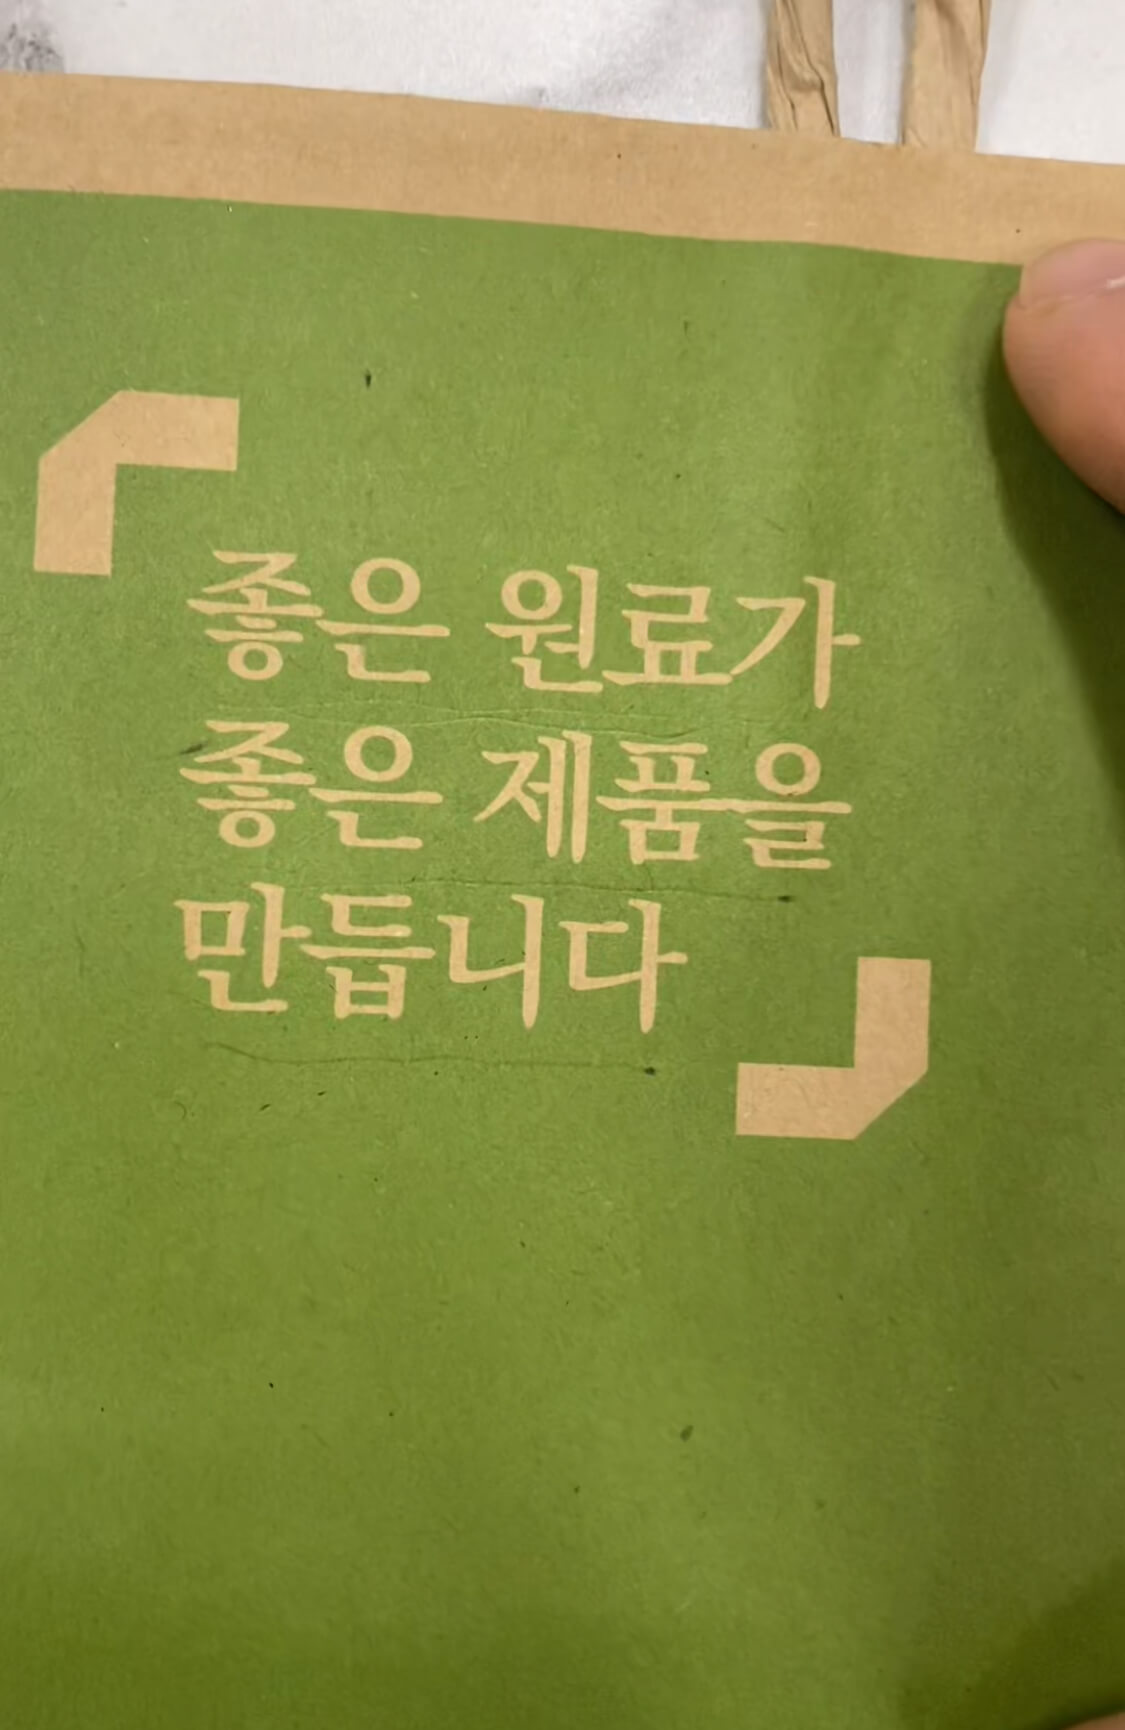 좋은 원료가
좋은 제품을
만듭니다